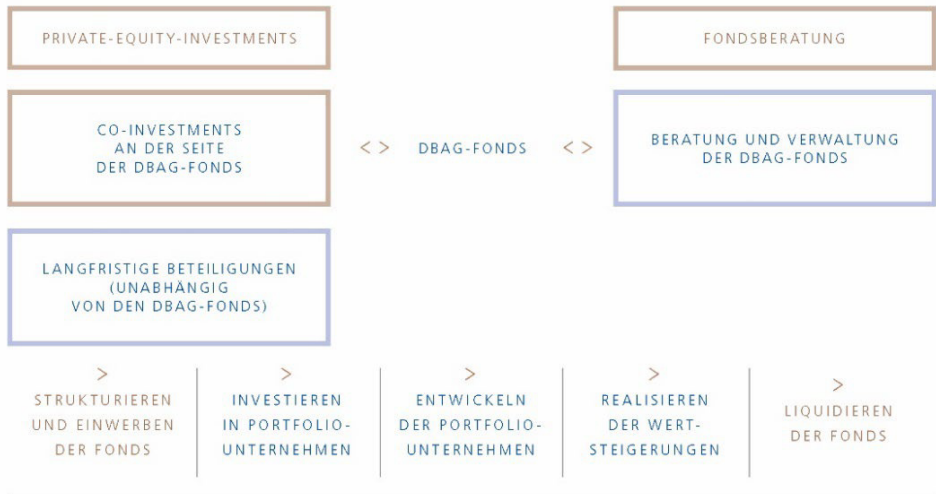 PRIVATE-EQUITY-INVESTMENTS
FONDSBERATUNG
CO-INVESTMENTS
AN DER SEITE
DER DBAG-FONDS
< > DBAG-FONDS < >
BERATUNG UND VERWALTUNG
DER DBAG-FONDS
LANGFRISTIGE BETEILIGUNGEN
(UNABHÄNGIG
VON DEN DBAG-FONDS)
>
STRUKTURIEREN
UND EINWERBEN
DER FONDS
>
INVESTIEREN
IN PORTFOLIO-
UNTERNEHMEN
>
ENTWICKELN
DER PORTFOLIO-
UNTERNEHMEN
>
REALISIEREN
DER WERT-
STEIGERUNGEN
>
LIQUIDIEREN
DER FONDS